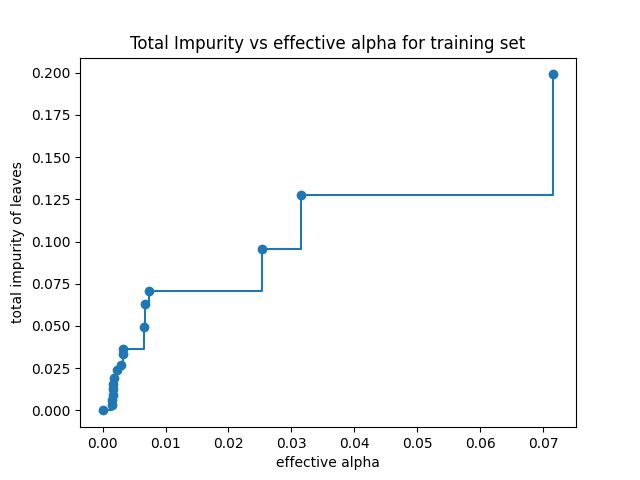 Total Impurity vs effective alpha for training set
0.200
0.175
0.150
0.125
0.100
0.075
0.050
0.025
0.000
total impurity of leaves
0.00 0.01 0.02 0.03 0.04 0.05 0.06 0.07
effective alpha